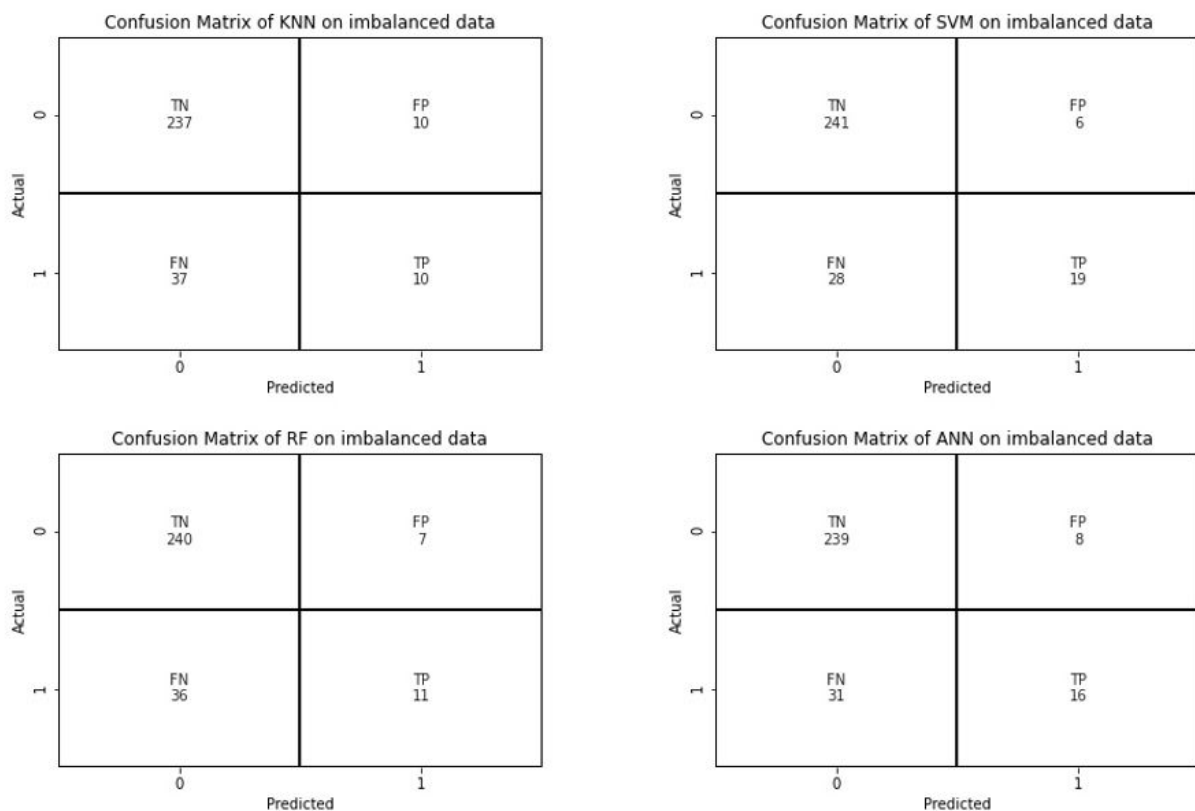 Confusion Matrix of KNN on imbalanced data
Actual
0
TN
237
FP
10
1
FN
37
TP
10
0
1
Predicted
Confusion Matrix of SVM on imbalanced data
Actual
0
TN
241
FP
6
1
FN
28
TP
19
0
1
Predicted
Confusion Matrix of RF on imbalanced data
Actual
0
TN
240
FP
7
1
FN
36
TP
11
0
1
Predicted
Confusion Matrix of ANN on imbalanced data
Actual
0
TN
239
FP
8
1
FN
31
TP
16
0
1
Predicted